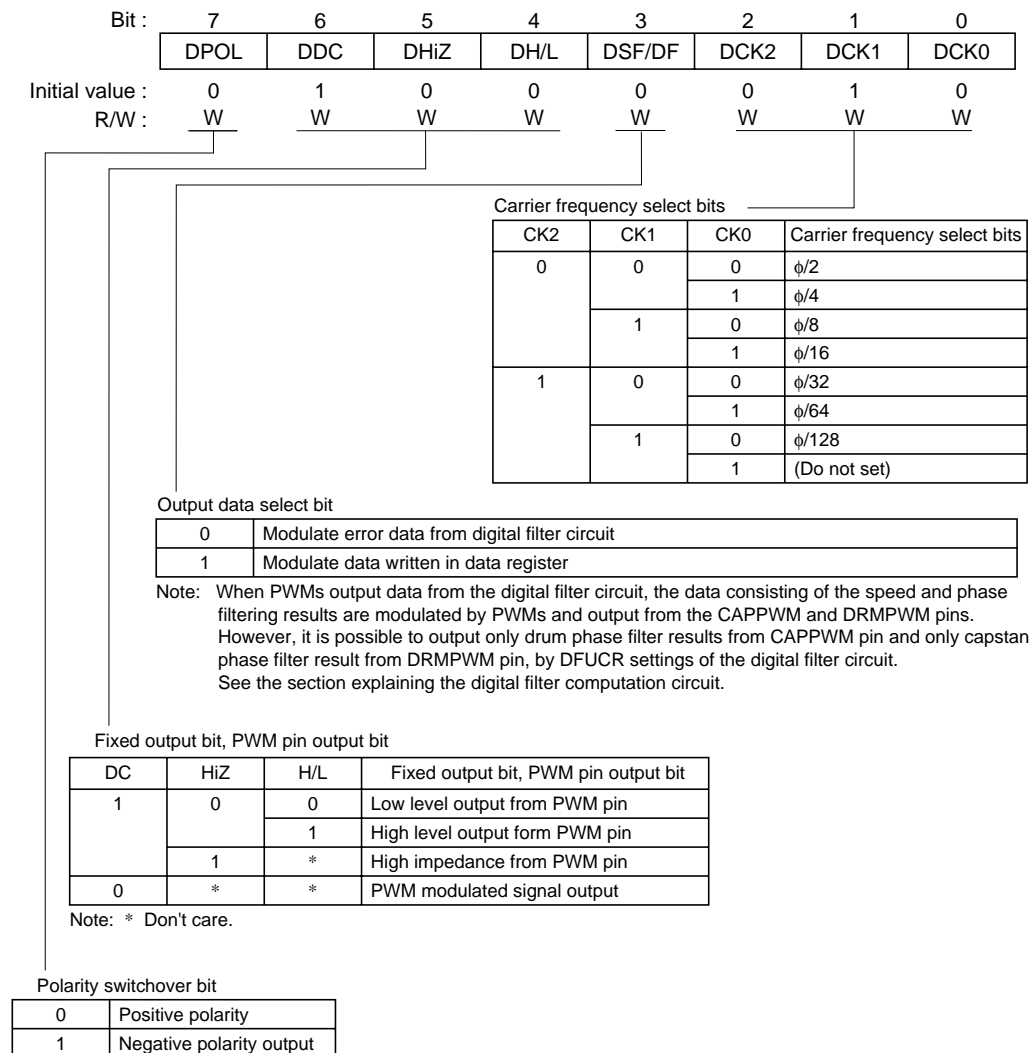 Bit : 7 6 5 4 3 2 1 0
DPOL DDC DHiZ DH/L DSF/DF DCK2 DCK1 DCK0
Initial value : 0 1 0 0 0 0 1 0
R/W : W W W W W W W W
Carrier frequency select bits
CK2 CK1 CK0 Carrier frequency select bits
0 0 0 ϕ/2
1 ϕ/4
1 0 ϕ/8
1 ϕ/16
1 0 0 ϕ/32
1 ϕ/64
1 0 ϕ/128
1 (Do not set)
Output data select bit
0 Modulate error data from digital filter circuit
1 Modulate data written in data register
Note: When PWMs output data from the digital filter circuit, the data consisting of the speed and phase
filtering results are modulated by PWMs and output from the CAPPWM and DRMPWM pins.
However, it is possible to output only drum phase filter results from CAPPWM pin and only capstan
phase filter result from DRMPWM pin, by DFUCR settings of the digital filter circuit.
See the section explaining the digital filter computation circuit.
Fixed output bit, PWM pin output bit
DC HiZ H/L Fixed output bit, PWM pin output bit
1 0 0 Low level output from PWM pin
1 High level output form PWM pin
1 * High impedance from PWM pin
0 * * PWM modulated signal output
Note: * Don't care.
Polarity switchover bit
0 Positive polarity
1 Negative polarity output